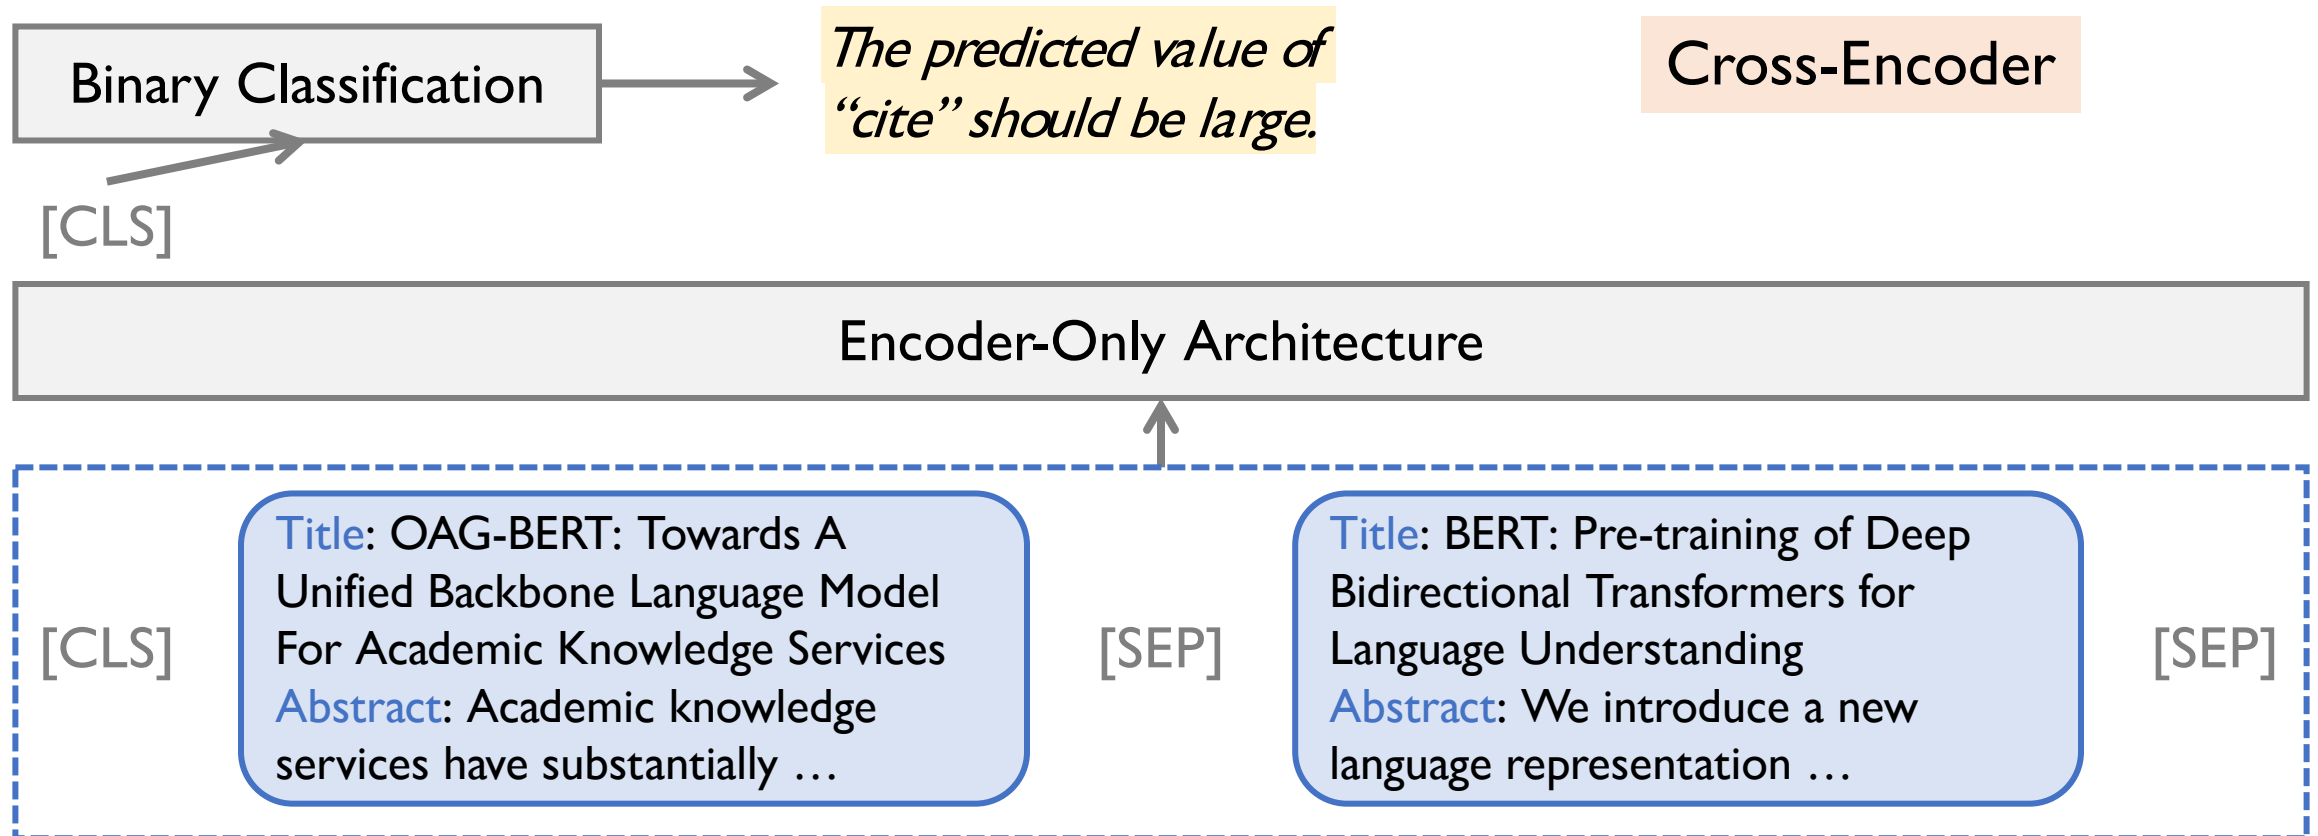 Binary Classification
The predicted value of
“cite” should be large.
Cross-Encoder
[CLS]
Encoder-Only Architecture
[CLS]
Title: OAG-BERT: Towards A
Unified Backbone Language Model
For Academic Knowledge Services
Abstract: Academic knowledge
services have substantially …
[SEP]
Title: BERT: Pre-training of Deep
Bidirectional Transformers for
Language Understanding
Abstract: We introduce a new
language representation …
[SEP]